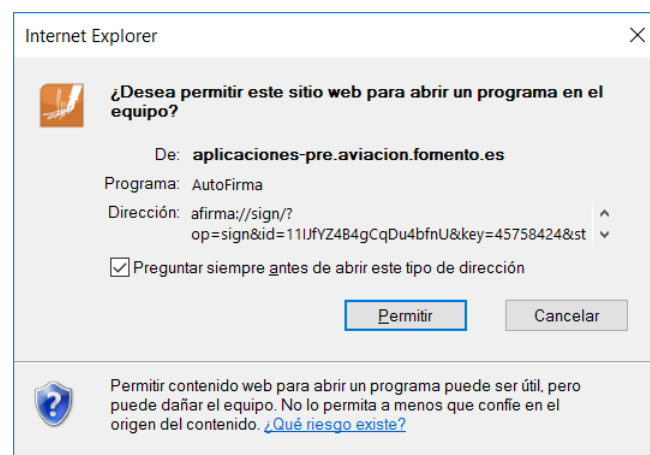 Internet Explorer
¿Desea permitir este sitio web para abrir un programa en el
equipo?
De: aplicaciones-pre.aviacion.fomento.es
Programa: AutoFirma
Dirección: afirma://sign/?
op=sign&id=11IJfYZ4B4gCqDu4bfnU&key=45758424&st
Preguntar siempre antes de abrir este tipo de dirección
Permitir Cancelar
Permitir contenido web para abrir un programa puede ser útil, pero
puede dañar el equipo. No lo permita a menos que confíe en el
origen del contenido. ¿Qué riesgo existe?